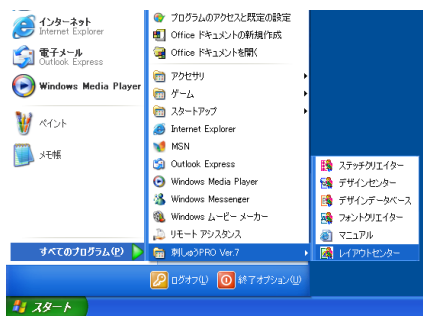 インターネット
Internet Explorer
電子メール
Outlook Express
Windows Media Player
ペイント
メモ帳
すべてのプログラム(P)
プログラムのアクセスと既定の設定
Office ドキュメントの新規作成
Office ドキュメントを開く
アクセサリ
ゲーム
スタートアップ
Internet Explorer
MSN
Outlook Express
Windows Media Player
Windows Messenger
Windows ムービー メーカー
リモート アシスタンス
刺しゅうPRO Ver.7
ステッチクリエイター
デザインセンター
デザインデータベース
フォントクリエイター
マニュアル
レイアウトセンター
ログオフ(L)
終了オプション(U)
スタート